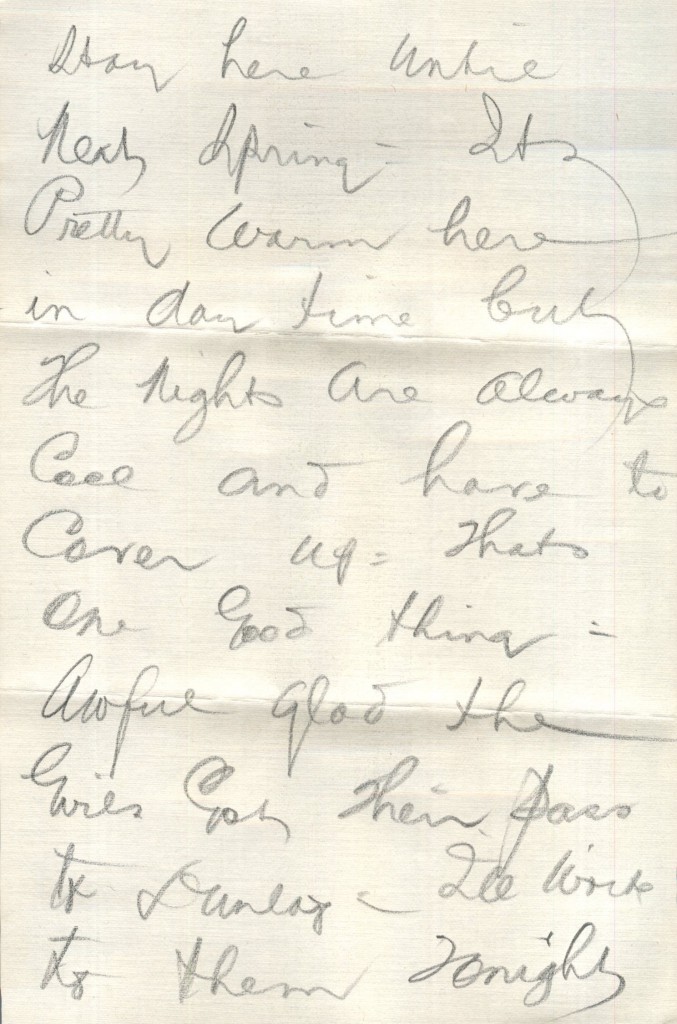 Stay here until
Next Spring - Its
Pretty Warm here
in day time but
The Nights Are Always
Cool and have to
Cover up - Thats
One Good thing -
Awful glad the
Girls Got Their pass
to Dunlap - Ill Write
to them Tonight